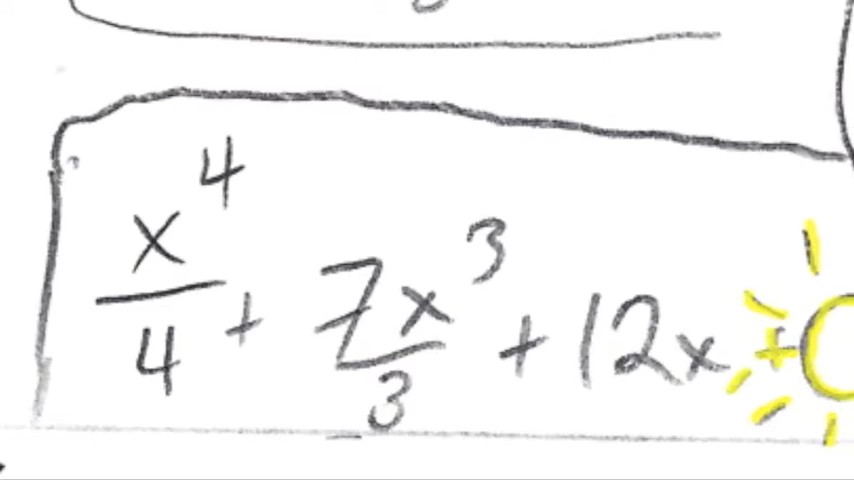 x^4/4 + 7x^3/3 + 12x + C